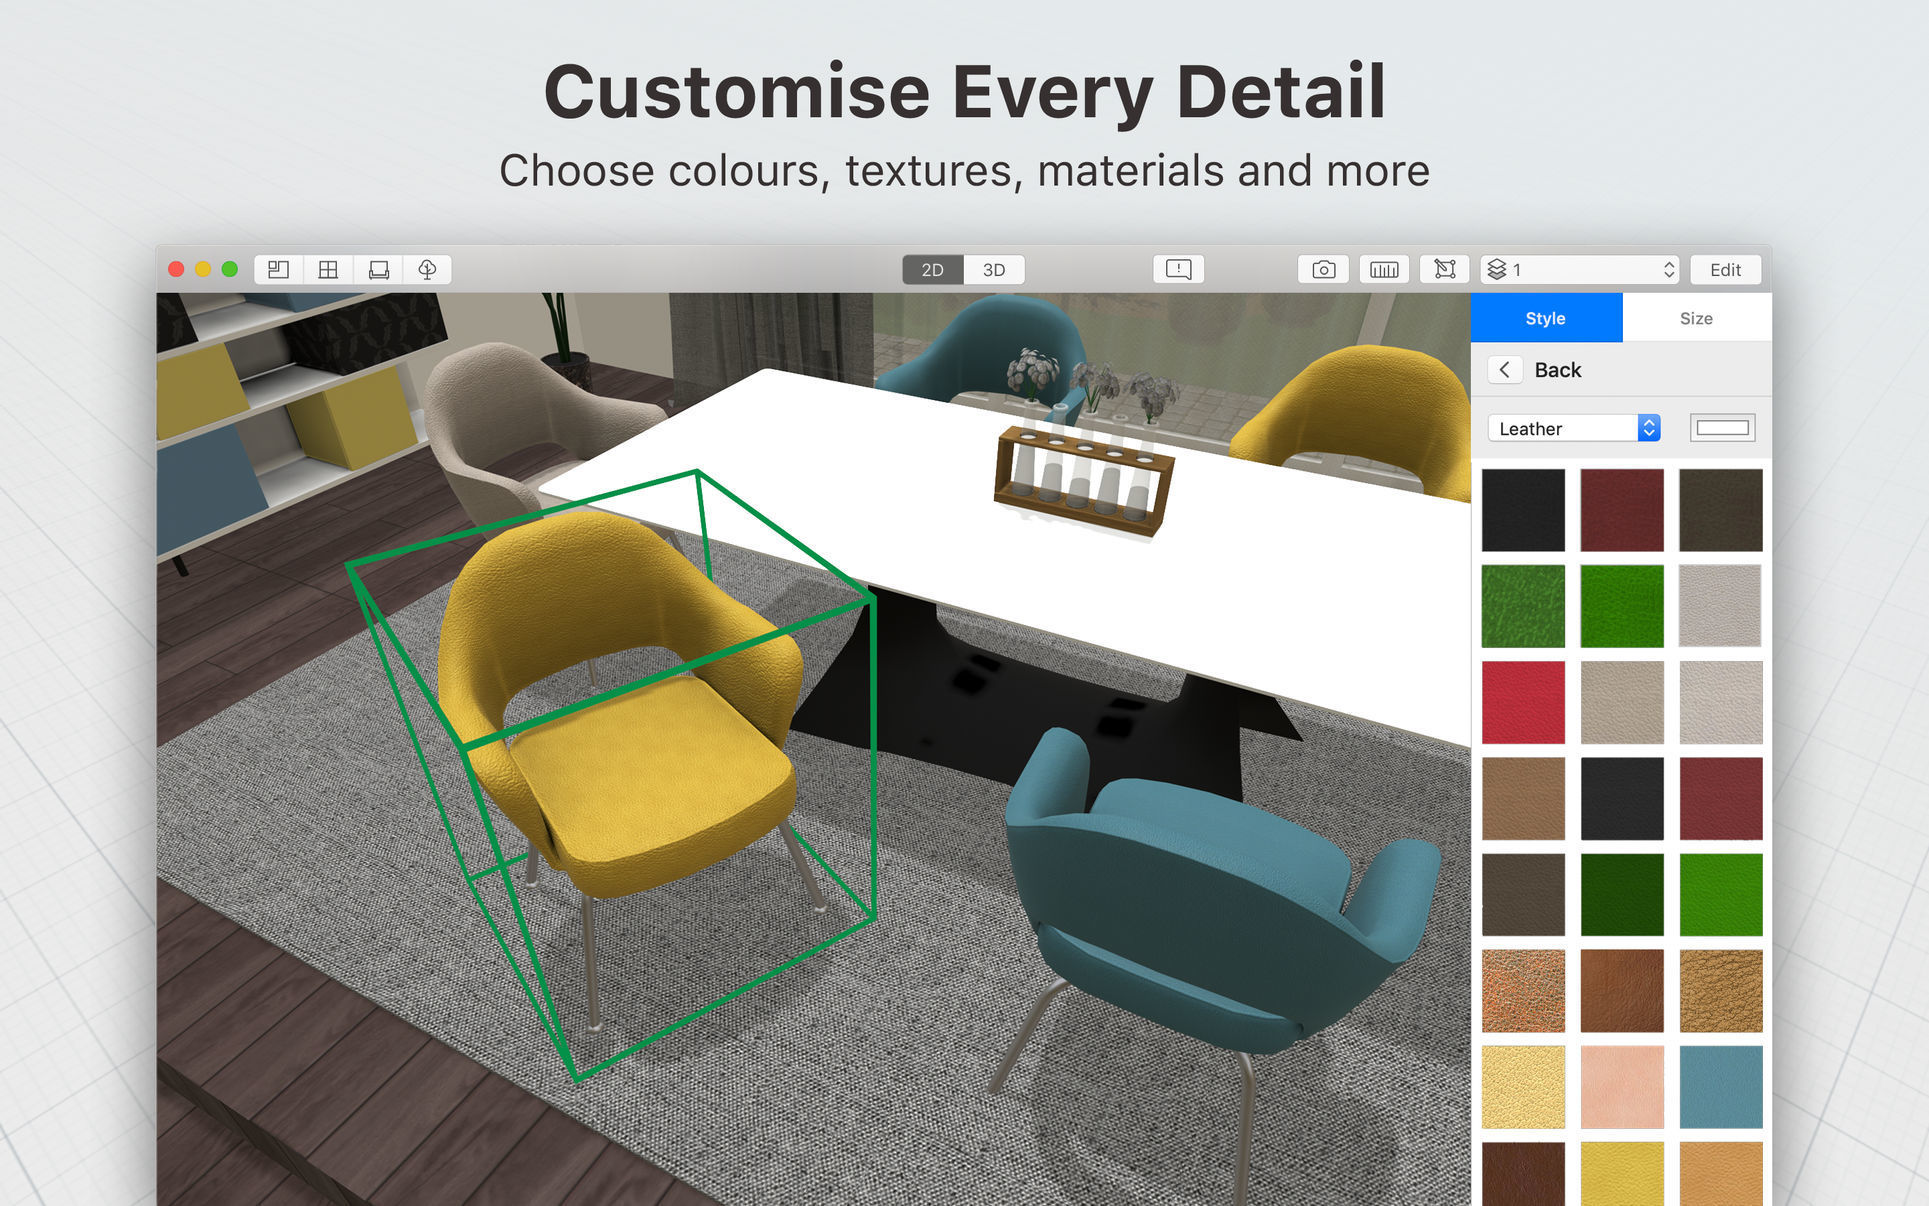 Customise Every Detail
Choose colours, textures, materials and more
2D 3D 1 Edit
Style Size
Back
Leather